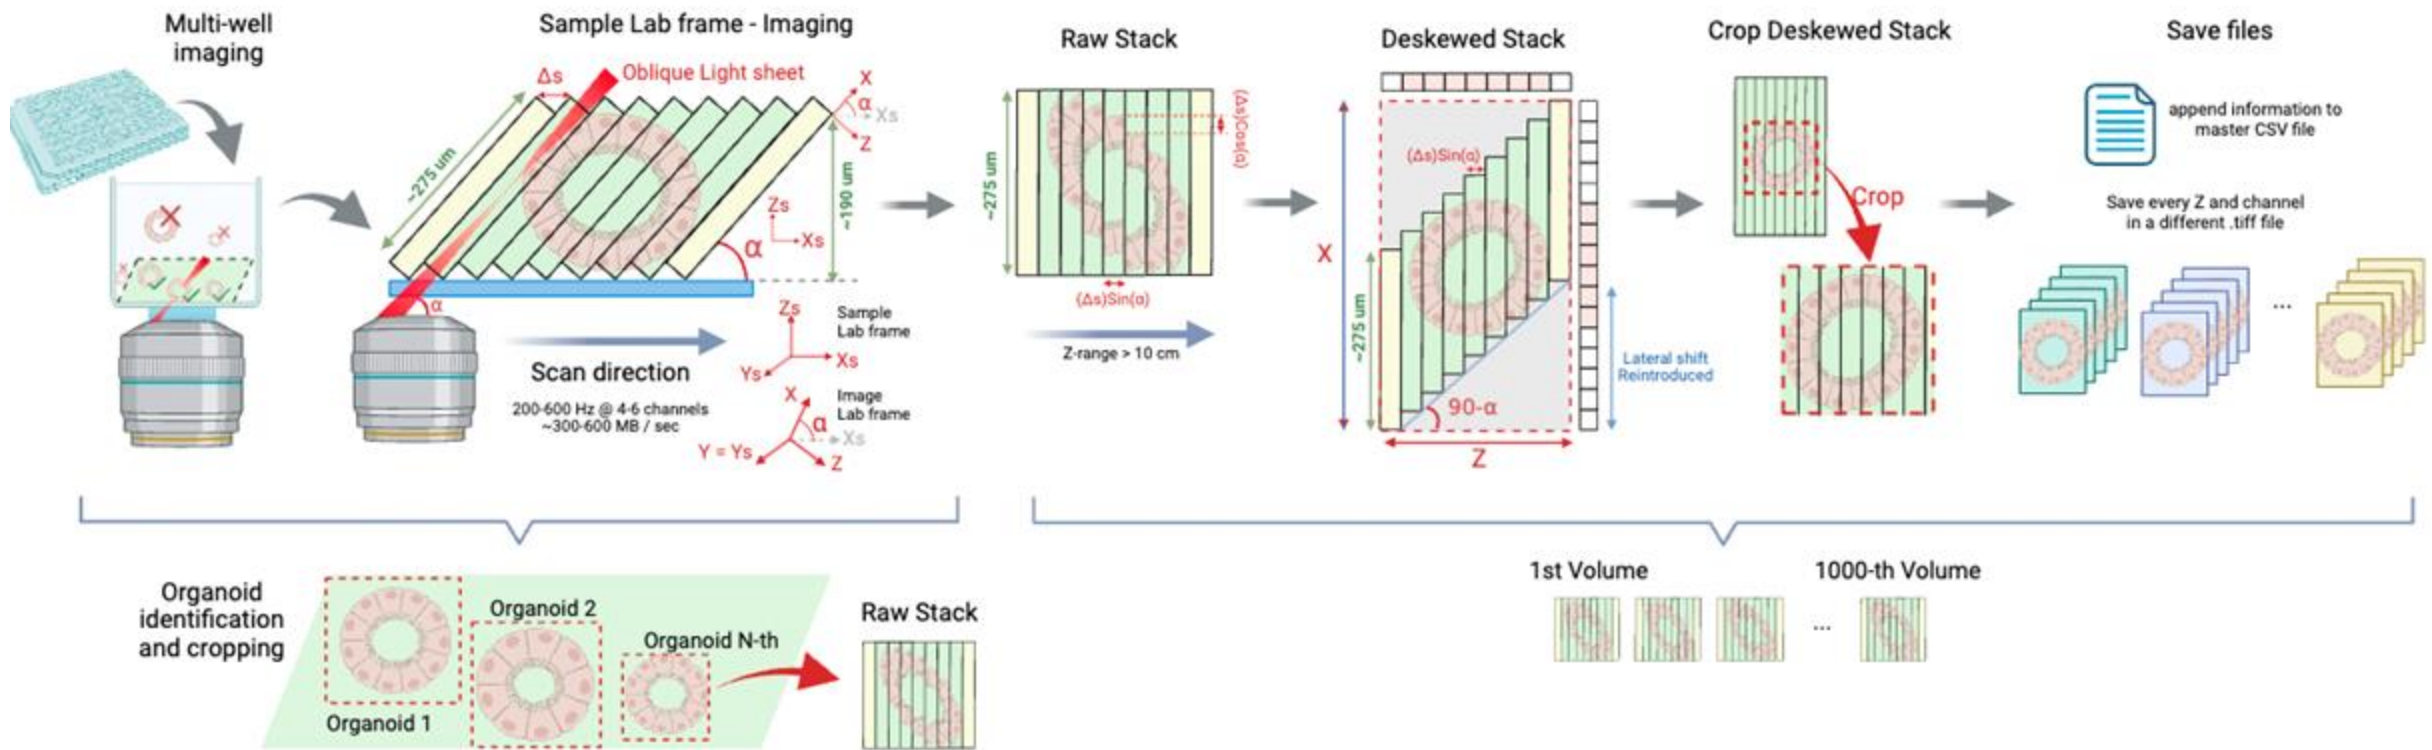 Multi-well
imaging
Sample Lab frame - Imaging
Δs
Oblique Light sheet
X
α
Xs
Z
~275 um
~190 um
Zs
Xs
α
α
Scan direction
200-600 Hz @ 4-6 channels
~300-600 MB / sec
Zs
Xs
Ys
Sample
Lab frame
X
α
Xs
Y = Ys
Z
Image
Lab frame
Raw Stack
~275 um
(Δs)Cos(α)
(Δs)Sin(α)
Z-range > 10 cm
Deskewed Stack
X
(Δs)Sin(α)
~275 um
90-α
Z
Lateral shift
Reintroduced
Crop Deskewed Stack
Crop
Save files
append information to
master CSV file
Save every Z and channel
in a different .tiff file
...
Organoid
identification
and cropping
Organoid 1
Organoid 2
Organoid N-th
Raw Stack
1st Volume
1000-th Volume
...